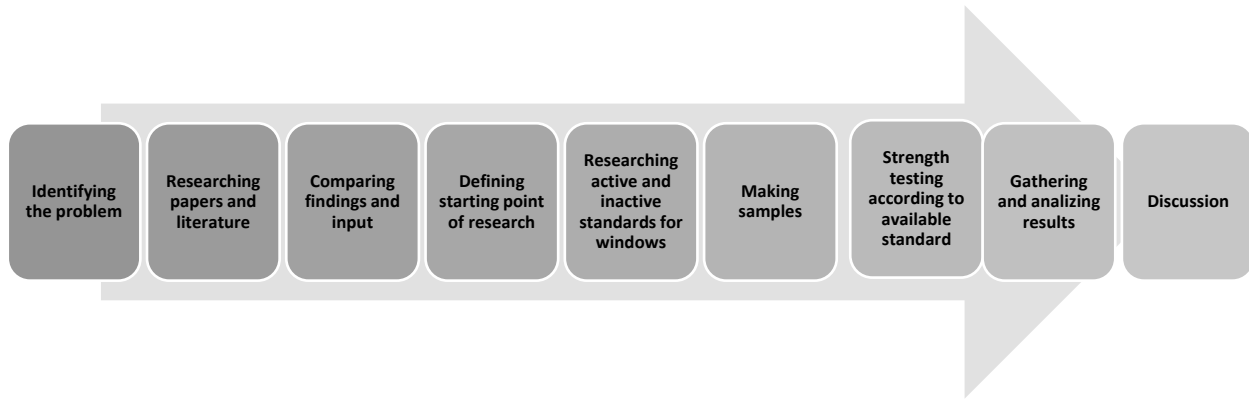 Identifying
the problem
Researching
papers and
literature
Comparing
findings and
input
Defining
starting point
of research
Researching
active and
inactive
standards for
windows
Making
samples
Strength
testing
according to
available
standard
Gathering
and analizing
results
Discussion